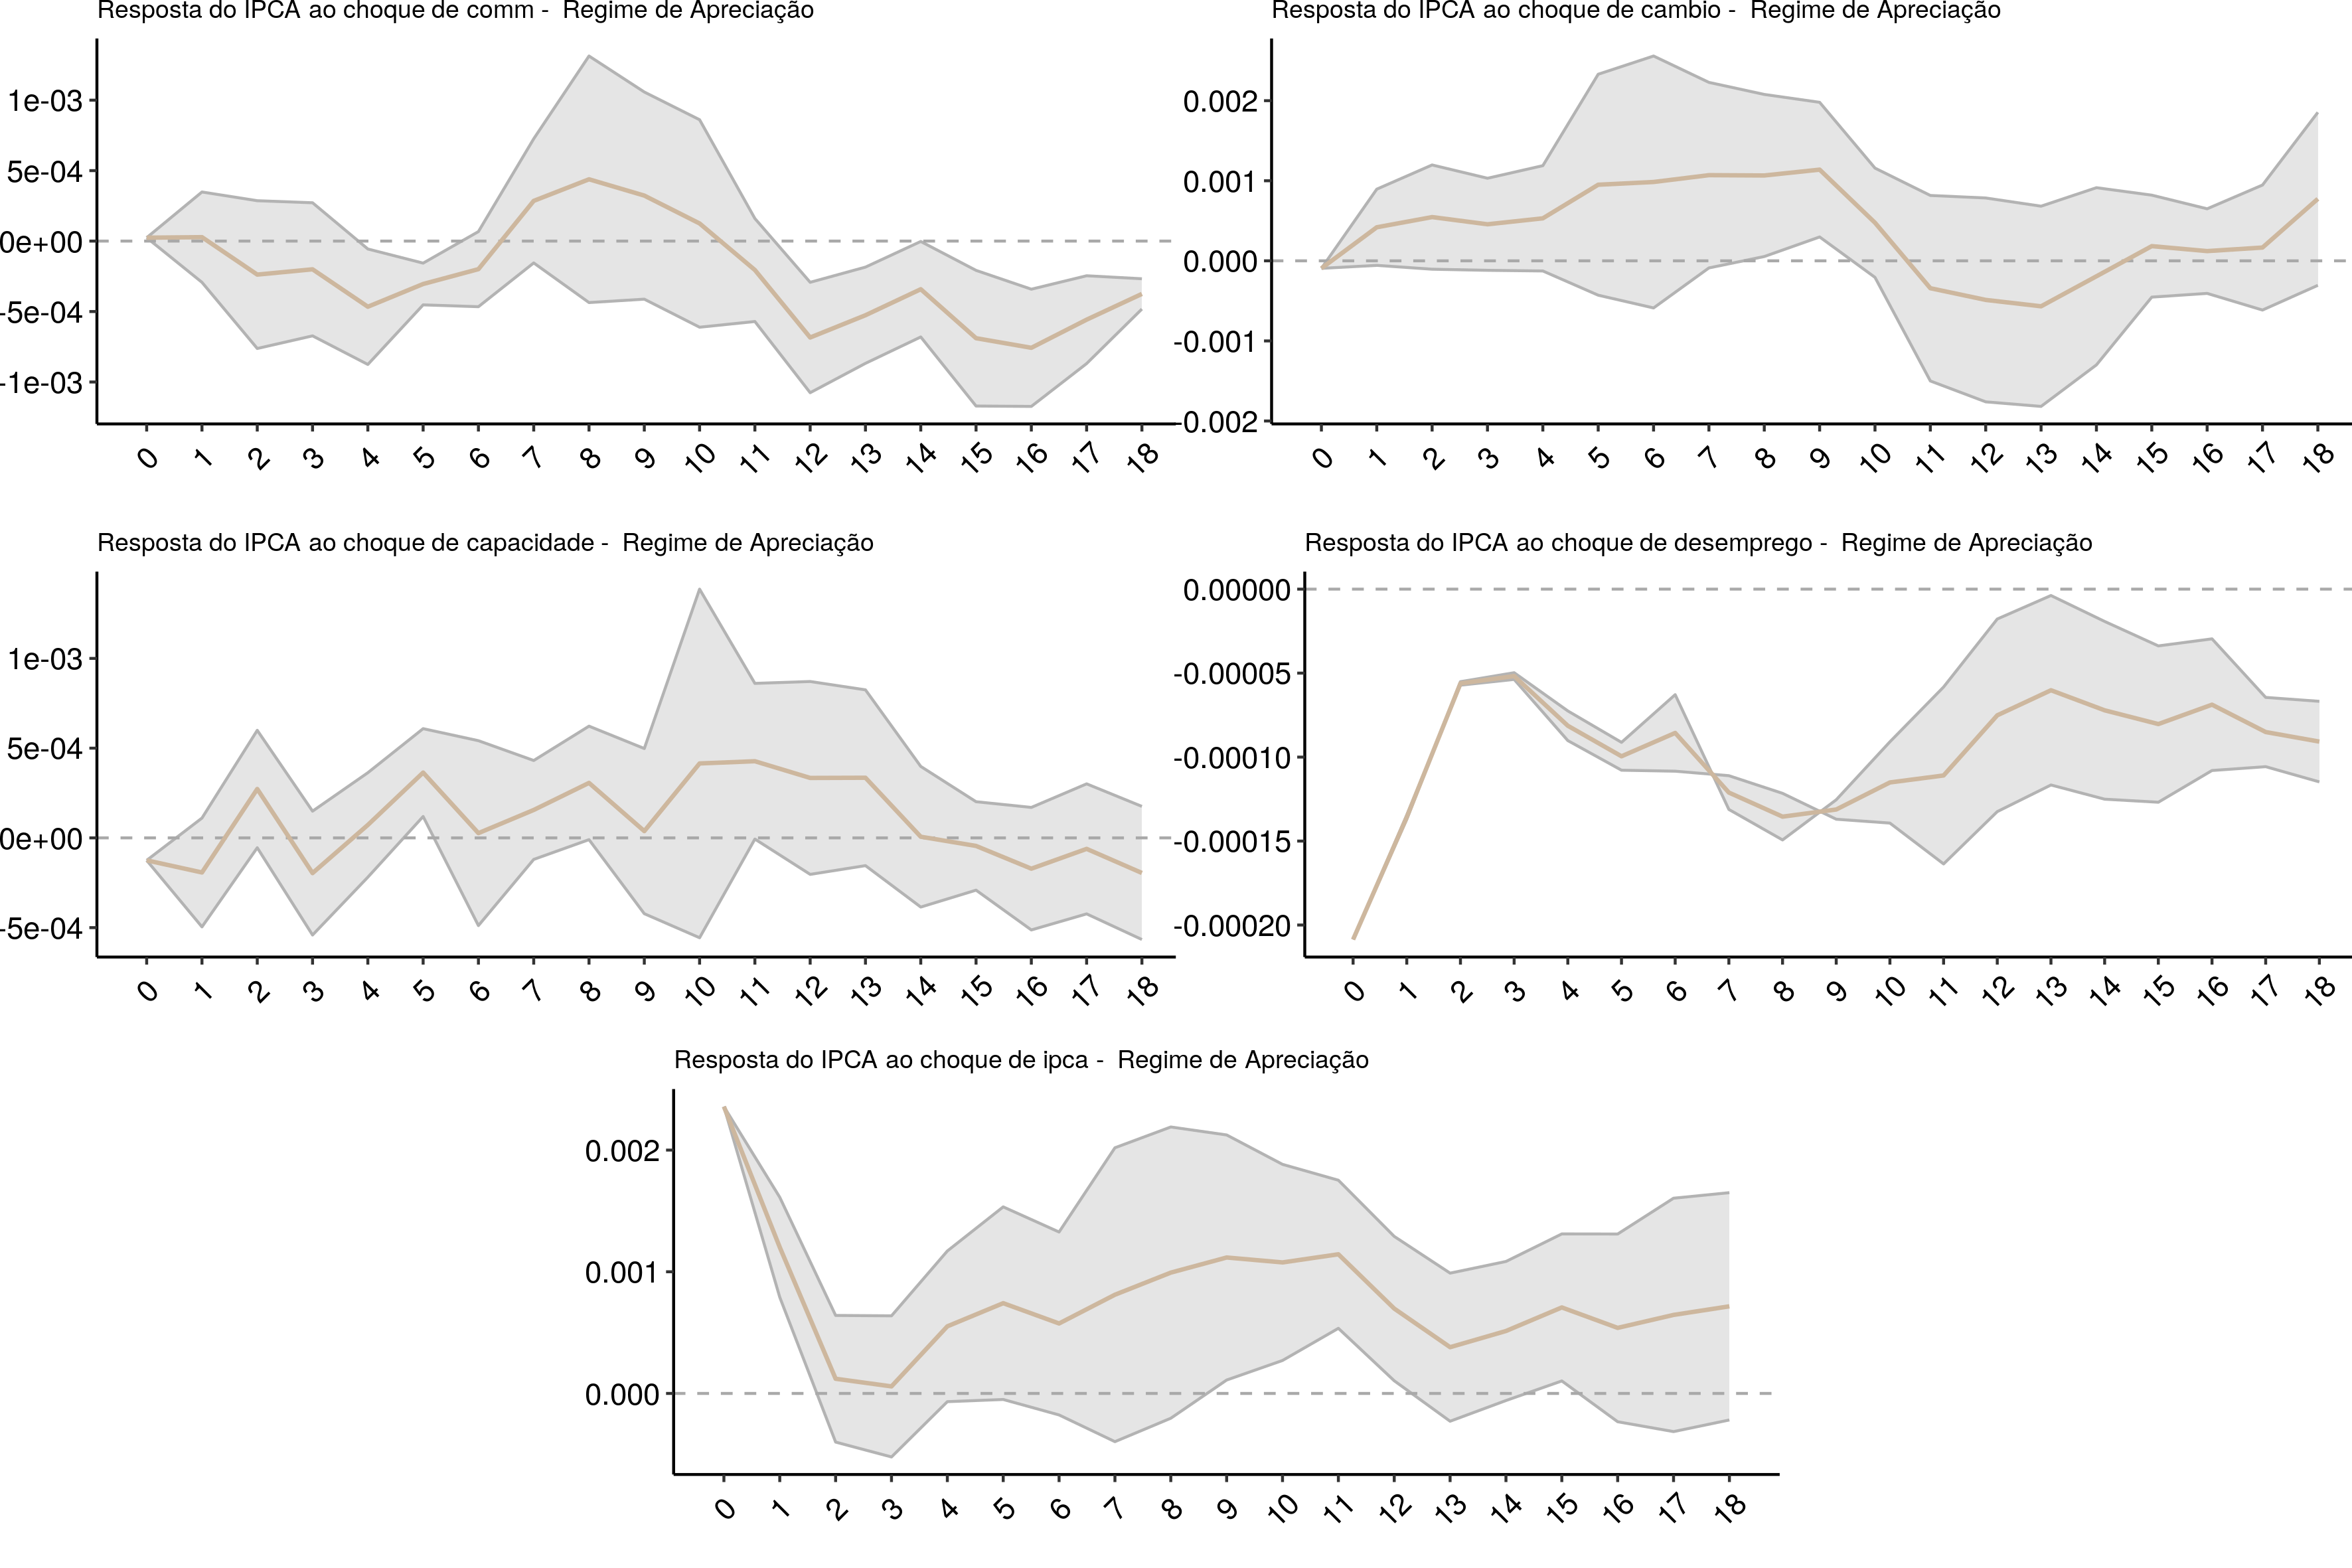 Resposta do IPCA ao choque de comm - Regime de Apreciação
1e-03
5e-04
0e+00
-5e-04
-1e-03
0 1 2 3 4 5 6 7 8 9 10 11 12 13 14 15 16 17 18
Resposta do IPCA ao choque de cambio - Regime de Apreciação
0.002
0.001
0.000
-0.001
-0.002
0 1 2 3 4 5 6 7 8 9 10 11 12 13 14 15 16 17 18
Resposta do IPCA ao choque de capacidade - Regime de Apreciação
1e-03
5e-04
0e+00
-5e-04
0 1 2 3 4 5 6 7 8 9 10 11 12 13 14 15 16 17 18
Resposta do IPCA ao choque de desemprego - Regime de Apreciação
0.00000
-0.00005
-0.00010
-0.00015
-0.00020
0 1 2 3 4 5 6 7 8 9 10 11 12 13 14 15 16 17 18
Resposta do IPCA ao choque de ipca - Regime de Apreciação
0.002
0.001
0.000
0 1 2 3 4 5 6 7 8 9 10 11 12 13 14 15 16 17 18